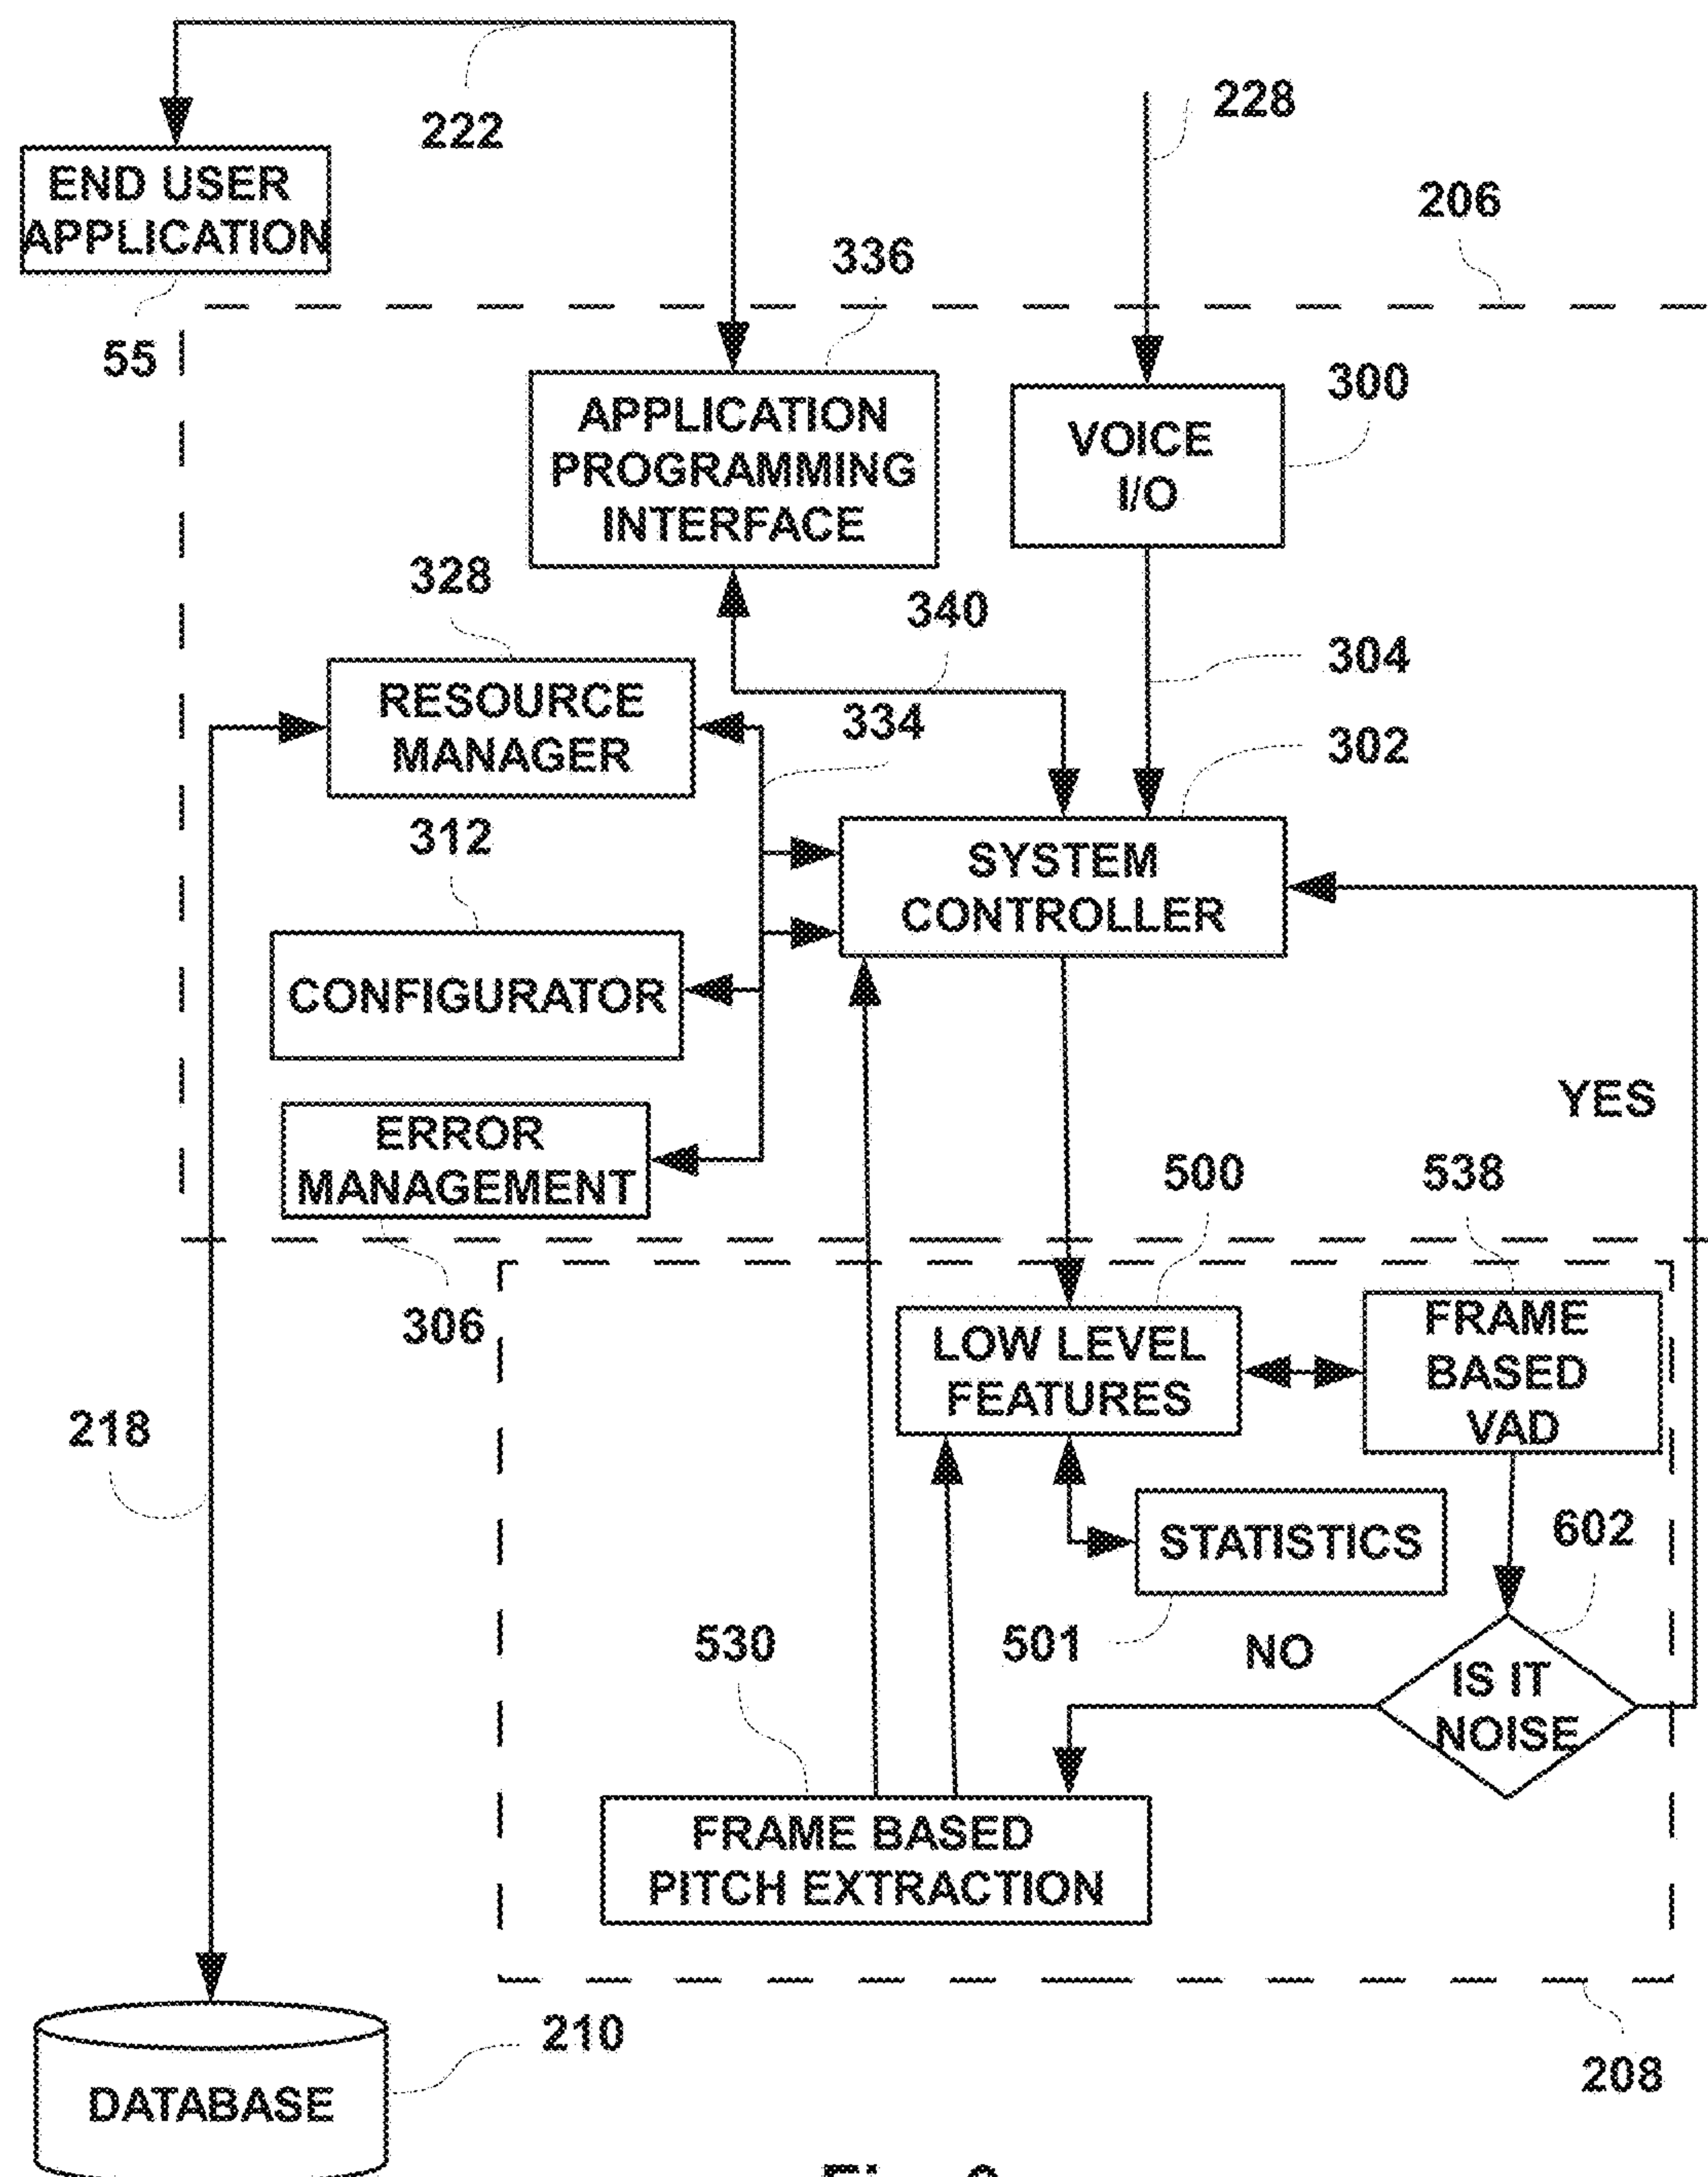 222
228
END USER
APPLICATION
206
336
55
300
APPLICATION
PROGRAMMING
INTERFACE
VOICE
I/O
328
340
304
RESOURCE
MANAGER
334
302
312
SYSTEM
CONTROLLER
CONFIGURATOR
YES
ERROR
MANAGEMENT
500
538
306
LOW LEVEL
FEATURES
FRAME
BASED
VAD
218
STATISTICS
602
530
501
NO
IS IT
NOISE
FRAME BASED
PITCH EXTRACTION
210
208
DATABASE